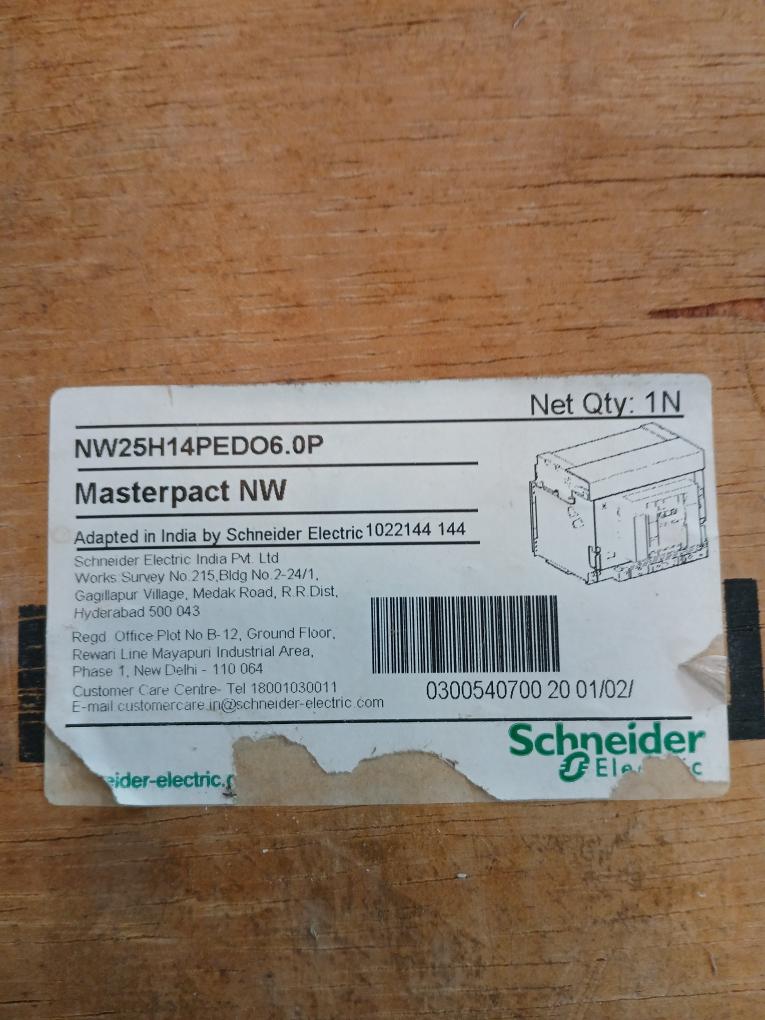 Net Qty: 1N
NW25H14PEDO6.0P
Masterpact NW
Adapted in India by Schneider Electric 1022144 144
Schneider Electric India Pvt. Ltd
Works:Survey No.215,Bldg No.2-24/1,
Gagillapur Village, Medak Road, R.R.Dist,
Hyderabad 500 043
Regd. Office Plot No B-12, Ground Floor,
Rewari Line Mayapuri Industrial Area,
Phase 1, New Delhi - 110 064
Customer Care Centre- Tel 18001030011
E-mail customercare.in@schneider-electric.com
0300540700 20 01/02/
Schneider